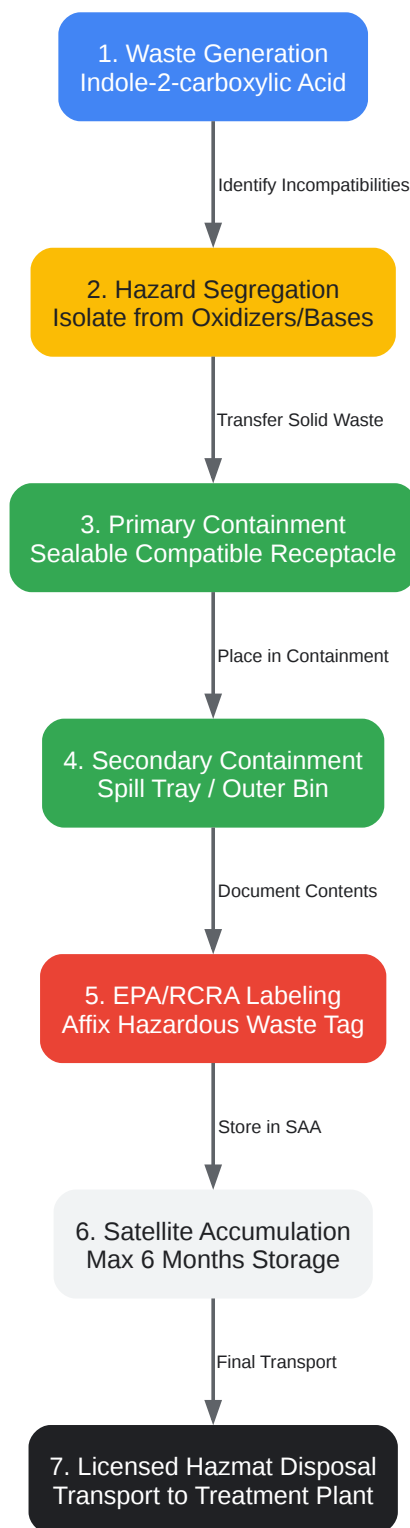 1. Waste Generation
Indole-2-carboxylic Acid
Identify Incompatibilities
2. Hazard Segregation
Isolate from Oxidizers/Bases
Transfer Solid Waste
3. Primary Containment
Sealable Compatible Receptacle
Place in Containment
4. Secondary Containment
Spill Tray / Outer Bin
Document Contents
5. EPA/RCRA Labeling
Affix Hazardous Waste Tag
Store in SAA
6. Satellite Accumulation
Max 6 Months Storage
Final Transport
7. Licensed Hazmat Disposal
Transport to Treatment Plant